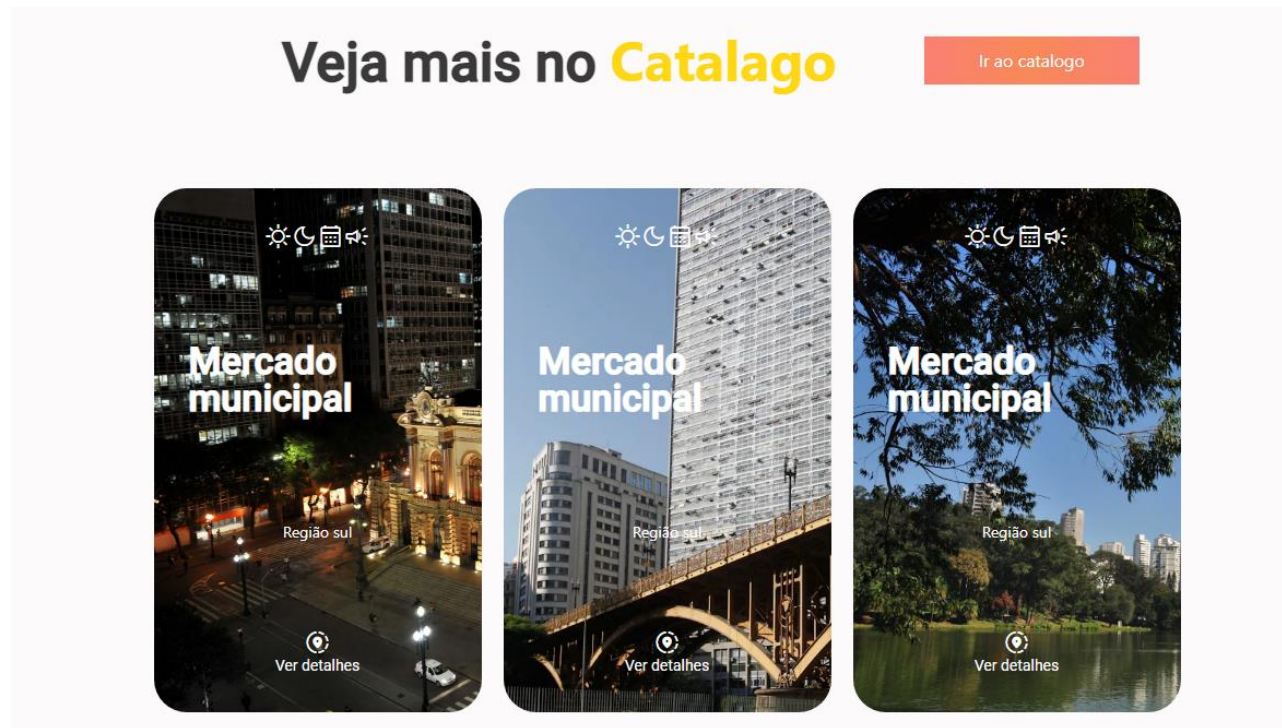 Veja mais no Catalago
Ir ao catalogo
Mercado
municipal
Região sul
Ver detalhes
Mercado
municipal
Região sul
Ver detalhes
Mercado
municipal
Região sul
Ver detalhes